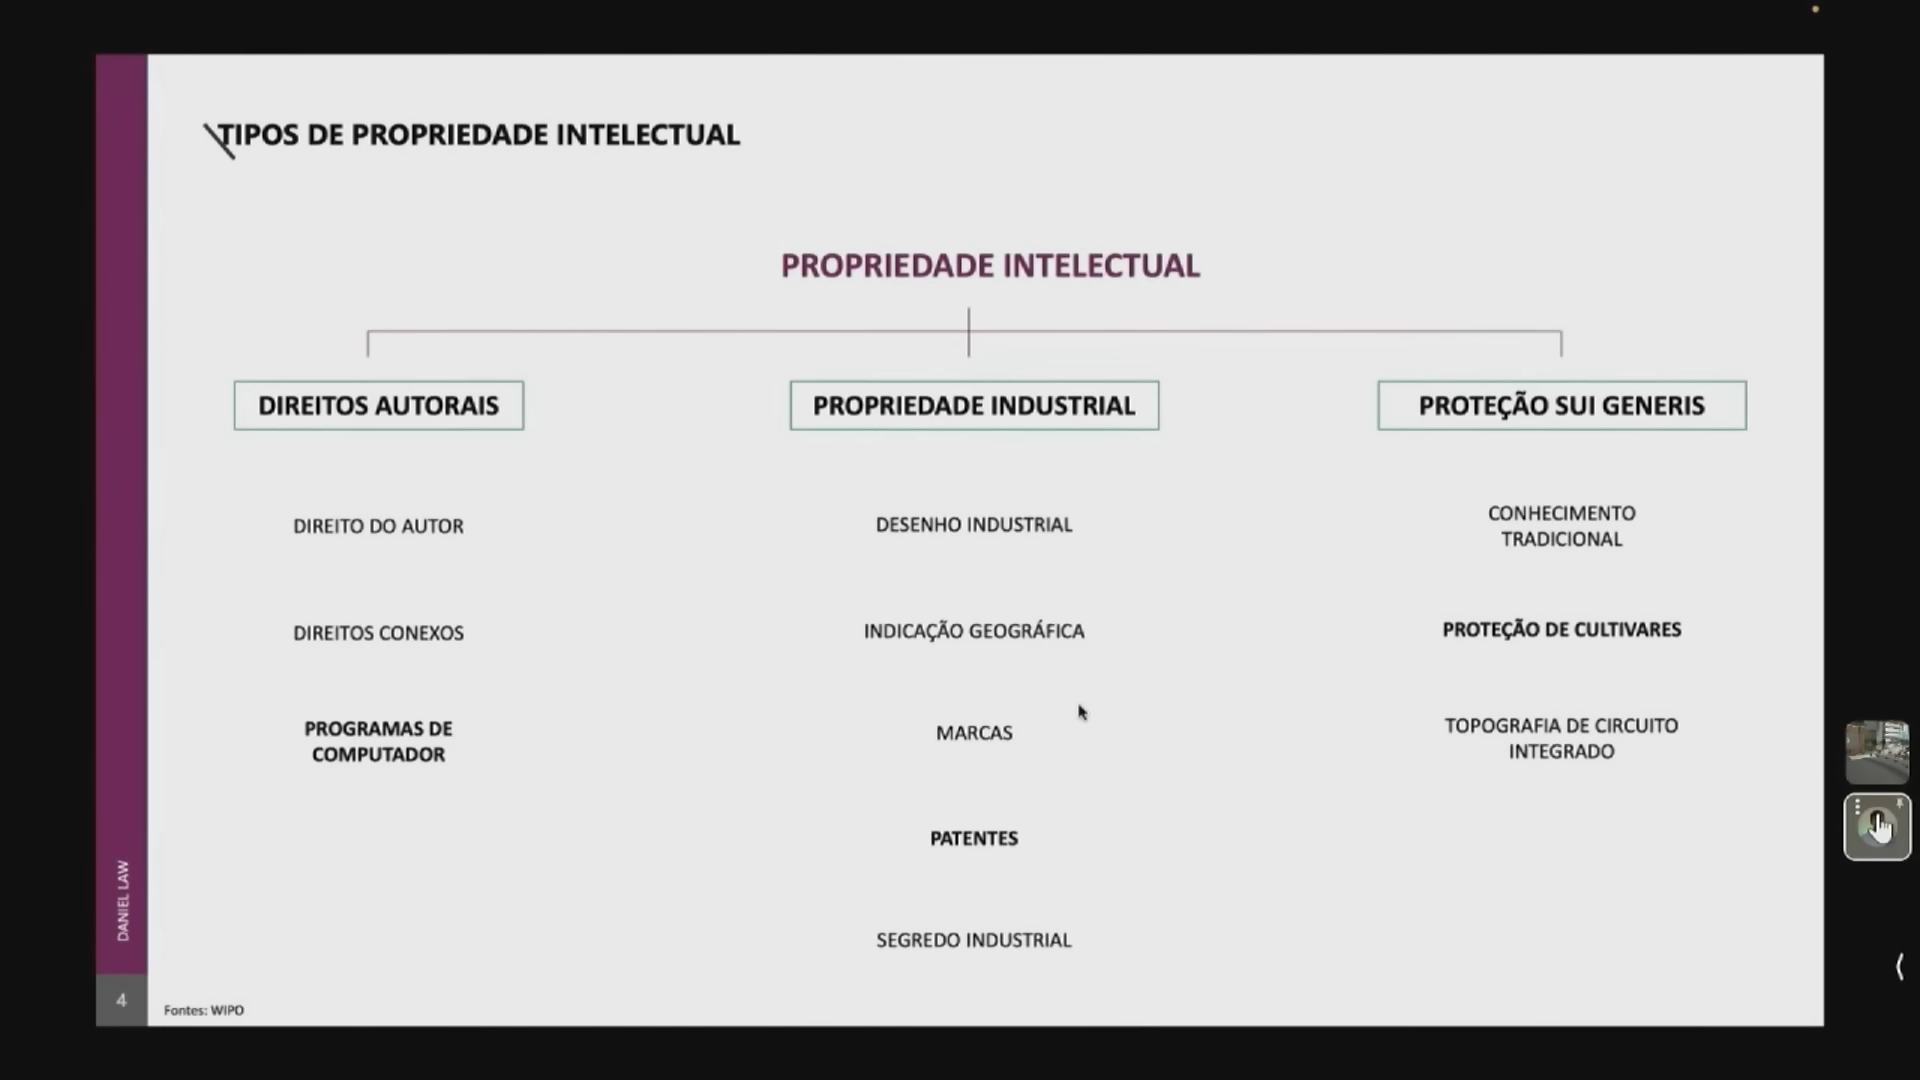 TIPOS DE PROPRIEDADE INTELECTUAL
PROPRIEDADE INTELECTUAL
DIREITOS AUTORAIS
DIREITO DO AUTOR
DIREITOS CONEXOS
PROGRAMAS DE
COMPUTADOR
PROPRIEDADE INDUSTRIAL
DESENHO INDUSTRIAL
INDICAÇÃO GEOGRÁFICA
MARCAS
PATENTES
SEGREDO INDUSTRIAL
PROTEÇÃO SUI GENERIS
CONHECIMENTO
TRADICIONAL
PROTEÇÃO DE CULTIVARES
TOPOGRAFIA DE CIRCUITO
INTEGRADO
DANIEL LAW
4
Fontes: WIPO